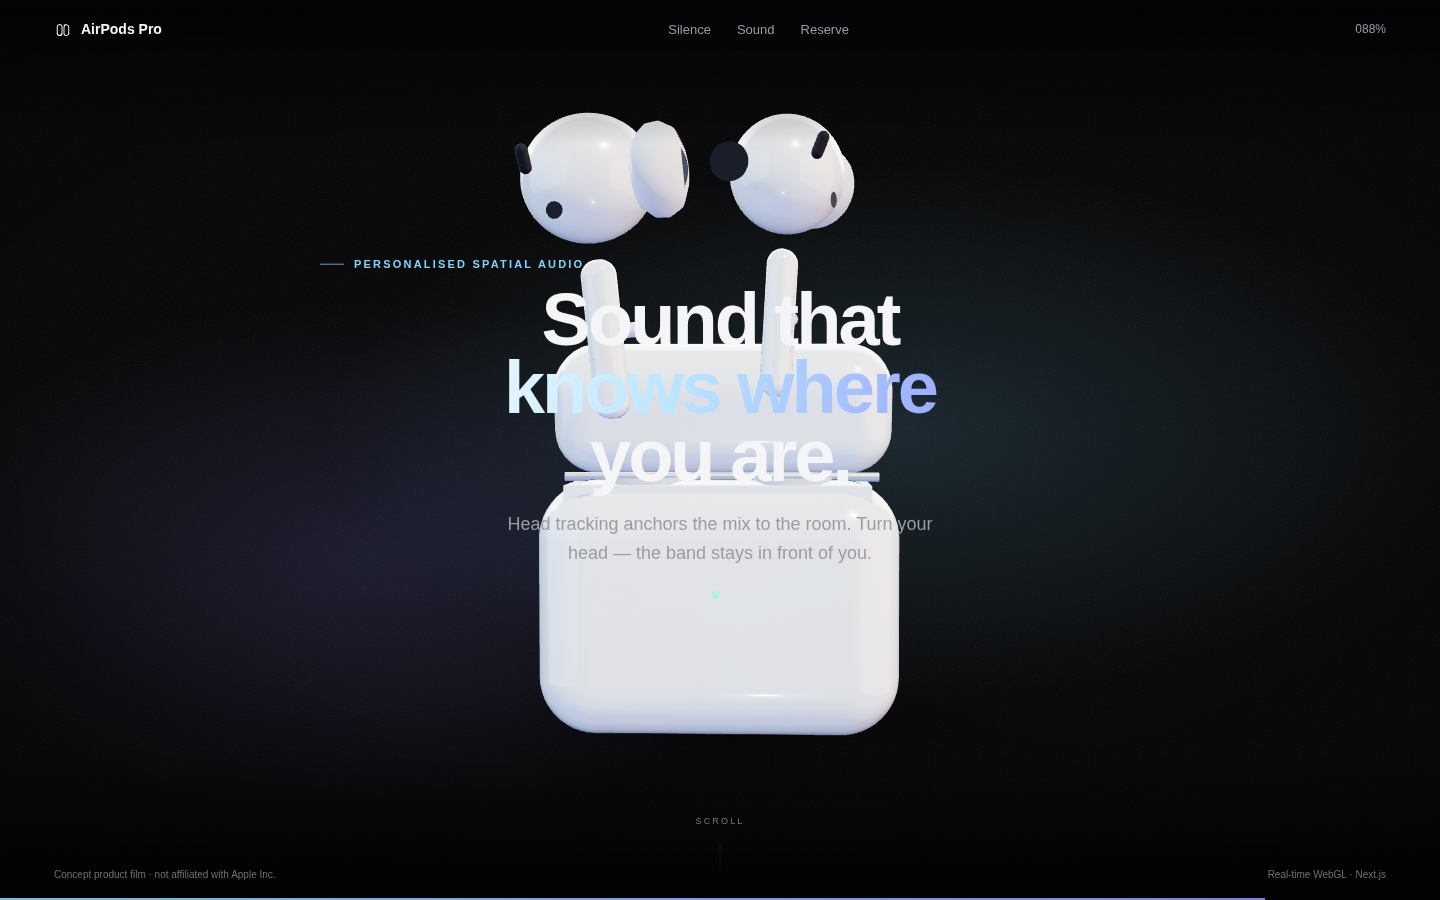 AirPods Pro
Silence
Sound
Reserve
088%
PERSONALISED SPATIAL AUDIO
Sound that
knows where
you are.
Head tracking anchors the mix to the room. Turn your
head — the band stays in front of you.
SCROLL
Concept product film · not affiliated with Apple Inc.
Real-time WebGL · Next.js